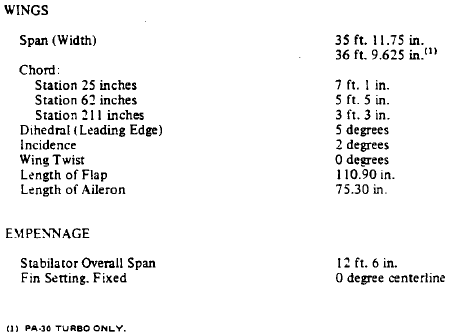 WINGS
Span (Width) 35 ft. 11.75 in.
36 ft. 9.625 in.(1)
Chord:
Station 25 inches 7 ft. 1 in.
Station 62 inches 5 ft. 5 in.
Station 211 inches 3 ft. 3 in.
Dihedral (Leading Edge) 5 degrees
Incidence 2 degrees
Wing Twist 0 degrees
Length of Flap 110.90 in.
Length of Aileron 75.30 in.
EMPENNAGE
Stabilator Overall Span 12 ft. 6 in.
Fin Setting, Fixed 0 degree centerline
(1) PA-30 TURBO ONLY.